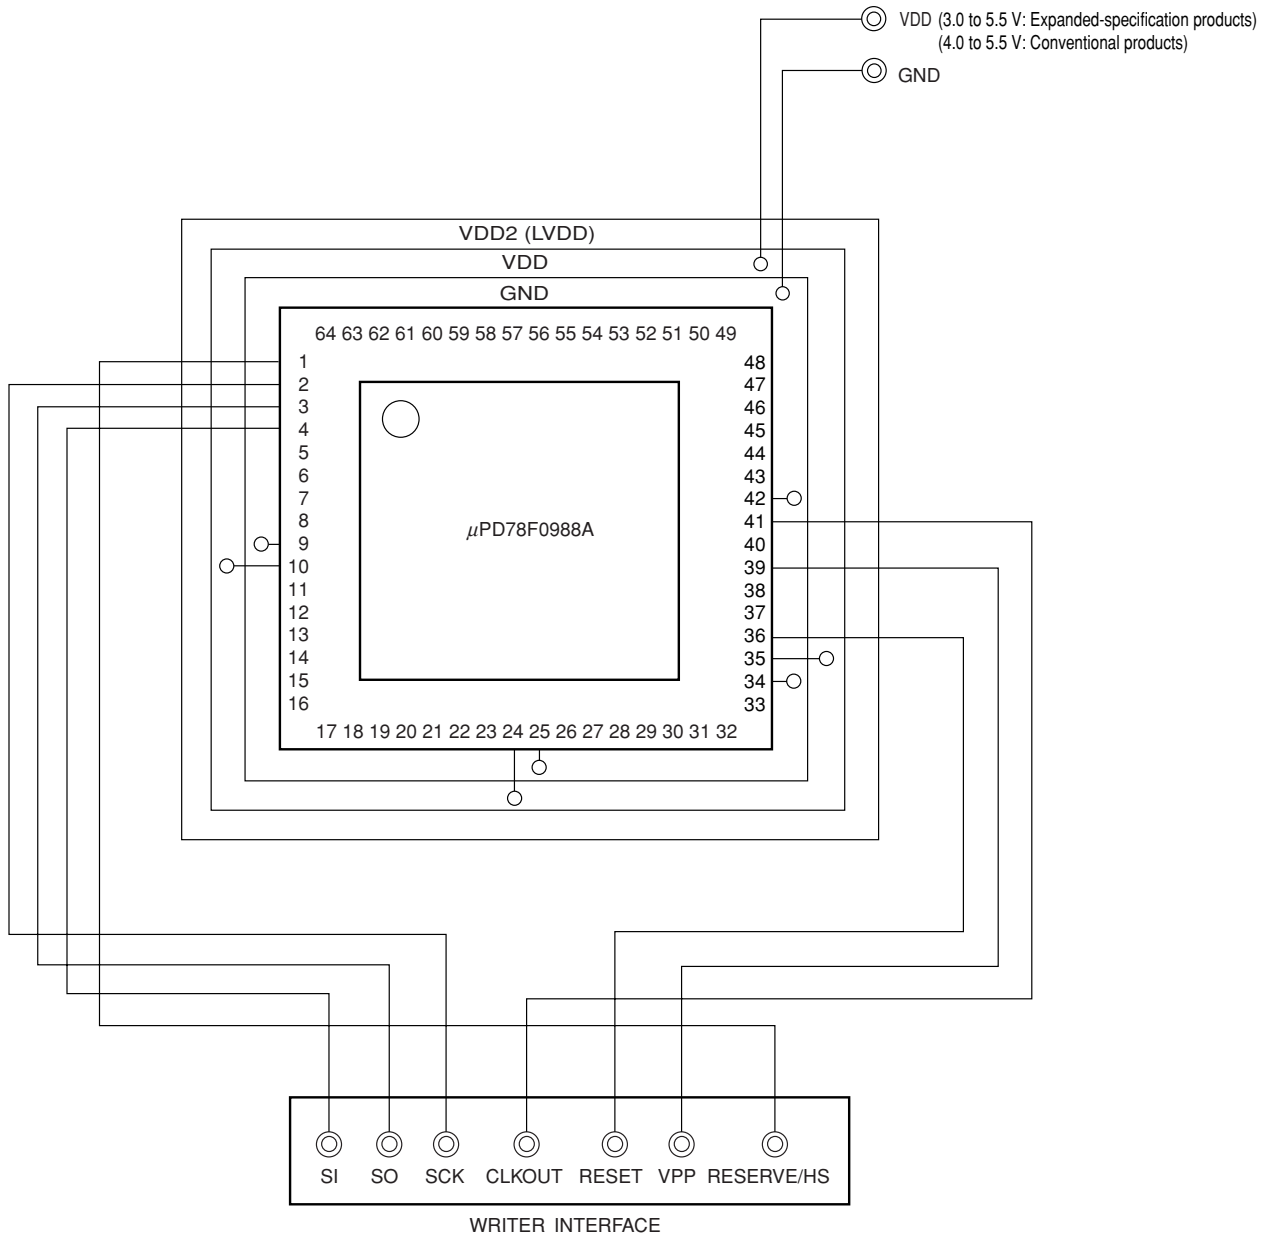 VDD (3.0 to 5.5 V: Expanded-specification products)
(4.0 to 5.5 V: Conventional products)
GND
VDD2 (LVDD)
VDD
GND
64 63 62 61 60 59 58 57 56 55 54 53 52 51 50 49
1 48
2 47
3 46
4 45
5 44
6 43
7 42
8 41
μPD78F0988A
9 40
10 39
11 38
12 37
13 36
14 35
15 34
16 33
17 18 19 20 21 22 23 24 25 26 27 28 29 30 31 32
SI SO SCK CLKOUT RESET VPP RESERVE/HS
WRITER INTERFACE